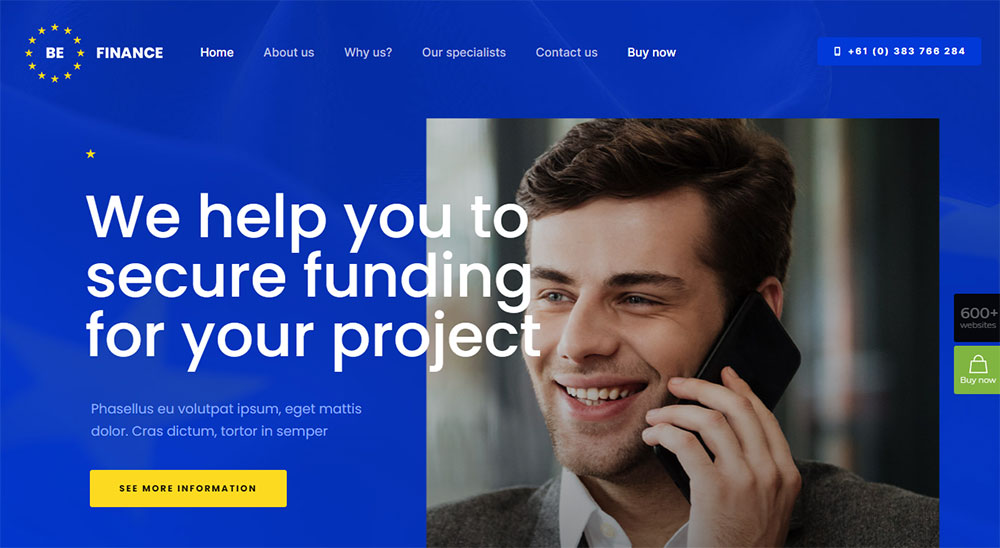 BE FINANCE
Home
About us
Why us?
Our specialists
Contact us
Buy now
+61 (0) 383 766 284
We help you to
secure funding
for your project
Phasellus eu volutpat ipsum, eget mattis
dolor. Cras dictum, tortor in semper
SEE MORE INFORMATION
600+
websites
Buy now